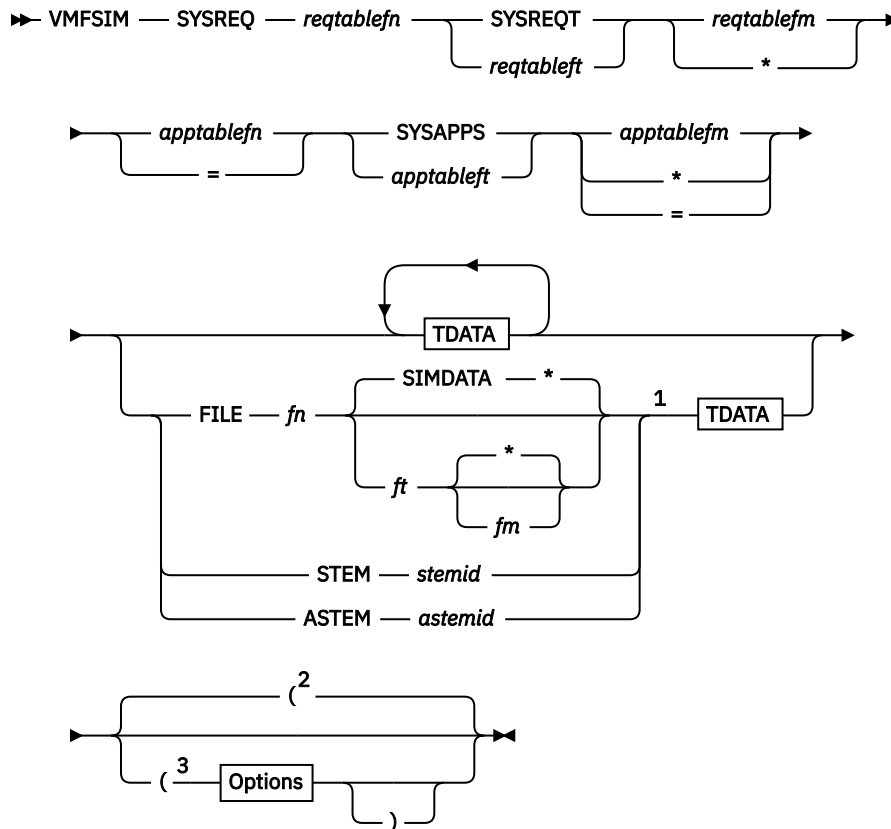 VMFSIM SYSREQ reqtablefn SYSREQT reqtablefm
reqtableft *
apptablefn SYSAPPS apptablefm
= apptableft *
=
TDATA
SIMDATA *
FILE fn 1 TDATA
*
ft
fm
STEM stemid
ASTEM astemid
( 2
( 3 Options
)